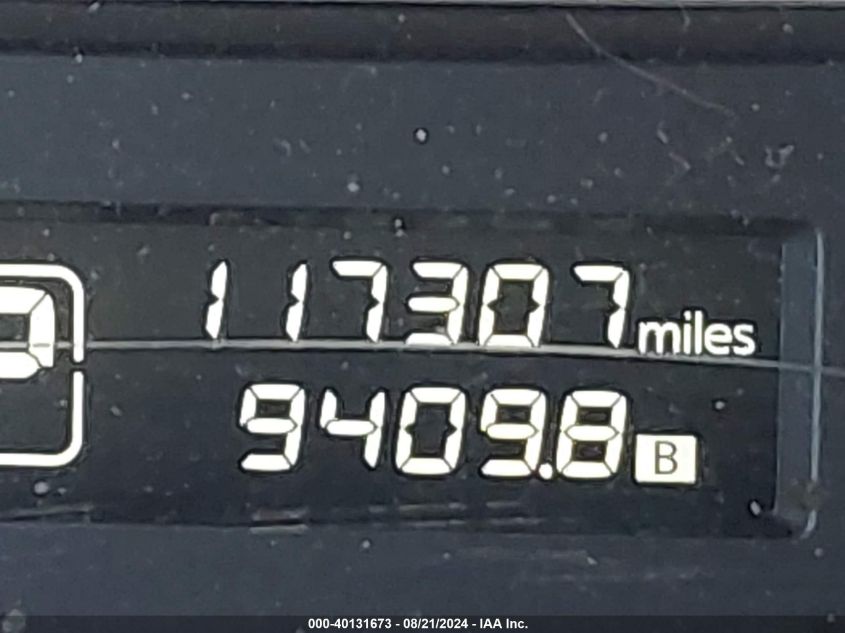 117307 miles
9409.8 B
000-40131673 - 08/21/2024 - IAA Inc.